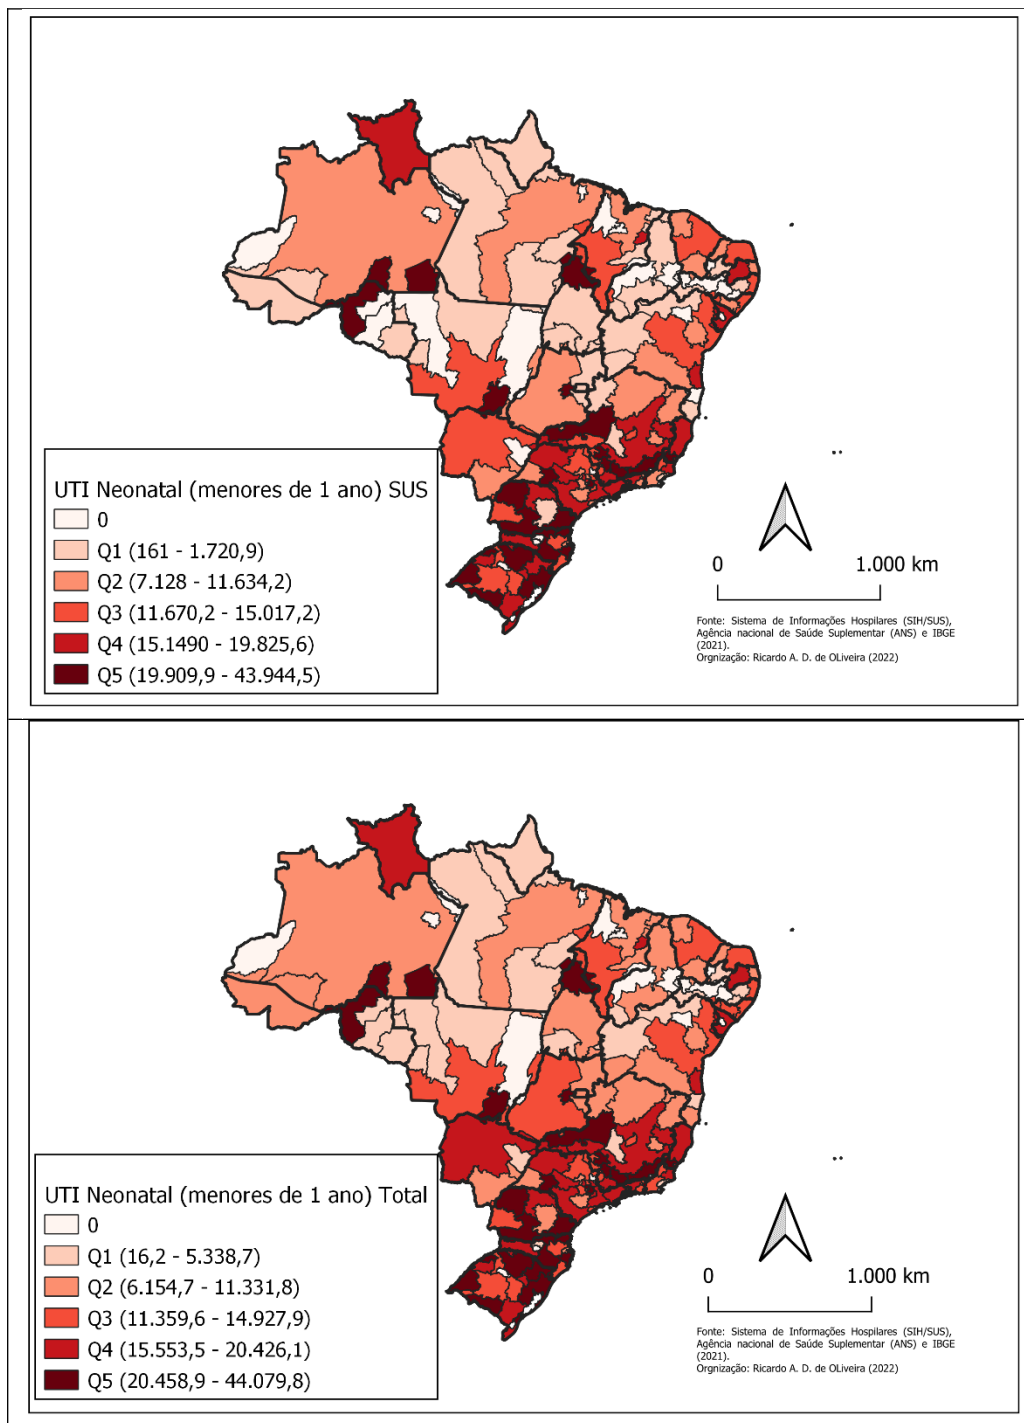 UTI Neonatal (menores de 1 ano) SUS
0
Q1 (161 - 1.720,9)
Q2 (7.128 - 11.634,2)
Q3 (11.670,2 - 15.017,2)
Q4 (15.1490 - 19.825,6)
Q5 (19.909,9 - 43.944,5)
0 1.000 km
Fonte: Sistema de Informações Hospilares (SIH/SUS),
Agência nacional de Saúde Suplementar (ANS) e IBGE
(2021).
Orgnização: Ricardo A. D. de OLiveira (2022)
UTI Neonatal (menores de 1 ano) Total
0
Q1 (16,2 - 5.338,7)
Q2 (6.154,7 - 11.331,8)
Q3 (11.359,6 - 14.927,9)
Q4 (15.553,5 - 20.426,1)
Q5 (20.458,9 - 44.079,8)
0 1.000 km
Fonte: Sistema de Informações Hospilares (SIH/SUS),
Agência nacional de Saúde Suplementar (ANS) e IBGE
(2021).
Orgnização: Ricardo A. D. de OLiveira (2022)